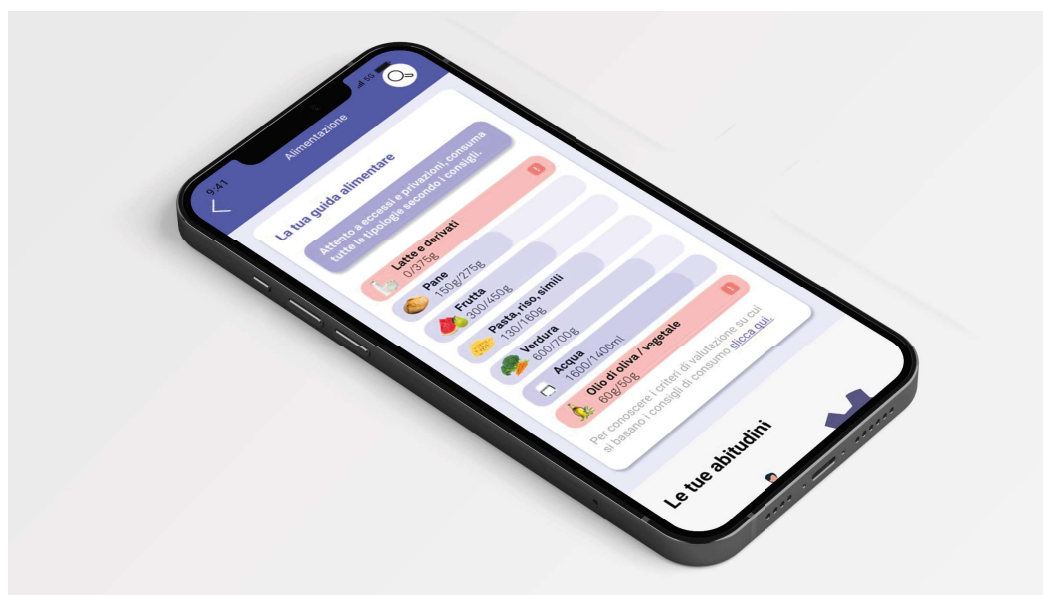 9:41
5G
Alimentazione
La tua guida alimentare
Attento a eccessi e privazioni, consuma
tutte le tipologie secondo i consigli.
Latte e derivati
0/375g
Pane
150g/275g
Frutta
300/450g
Pasta, riso, simili
130/160g
Verdura
600/700g
Acqua
1600/1400ml
Olio di oliva / vegetale
60g/50g
Per conoscere i criteri di valutazione su cui
si basano i consigli di consumo clicca qui.
Le tue abitudini